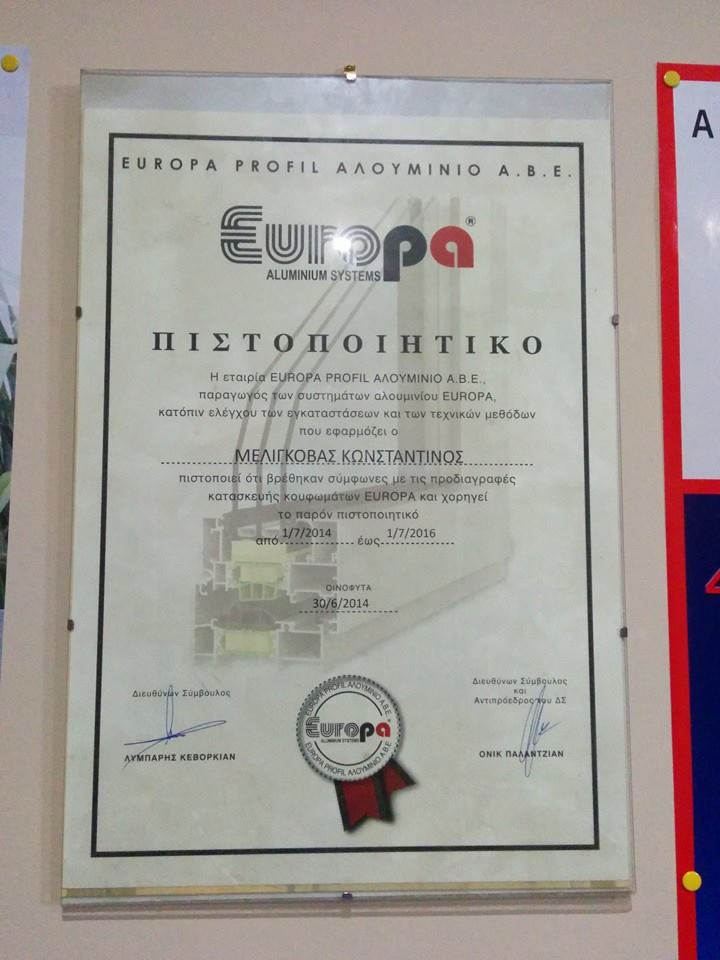 EUROPA PROFIL ΑΛΟΥΜΙΝΙΟ Α.Β.Ε.
Europa®
ALUMINIUM SYSTEMS
ΠΙΣΤΟΠΟΙΗΤΙΚΟ
Η εταιρία EUROPA PROFIL ΑΛΟΥΜΙΝΙΟ Α.Β.Ε.,
παραγωγός των συστημάτων αλουμινίου EUROPA,
κατόπιν ελέγχου των εγκαταστάσεων και των τεχνικών μεθόδων
που εφαρμόζει ο
ΜΕΛΙΓΚΟΒΑΣ ΚΩΝΣΤΑΝΤΙΝΟΣ
πιστοποιεί ότι βρέθηκαν σύμφωνες με τις προδιαγραφές
κατασκευής κουφωμάτων EUROPA και χορηγεί
το παρόν πιστοποιητικό
από 1/7/2014 έως 1/7/2016
ΟΙΝΟΦΥΤΑ
30/6/2014
Διευθύνων Σύμβουλος
ΛΥΜΠΑΡΗΣ ΚΕΒΟΡΚΙΑΝ
EUROPA PROFIL ΑΛΟΥΜΙΝΙΟ Α.Β.Ε.
Europa
ALUMINIUM SYSTEMS
EUROPA PROFIL ΑΛΟΥΜΙΝΙΟ Α.Β.Ε.
Διευθύνων Σύμβουλος
και
Αντιπρόεδρος του ΔΣ
ΟΝΙΚ ΠΑΛΑΝΤΖΙΑΝ
A